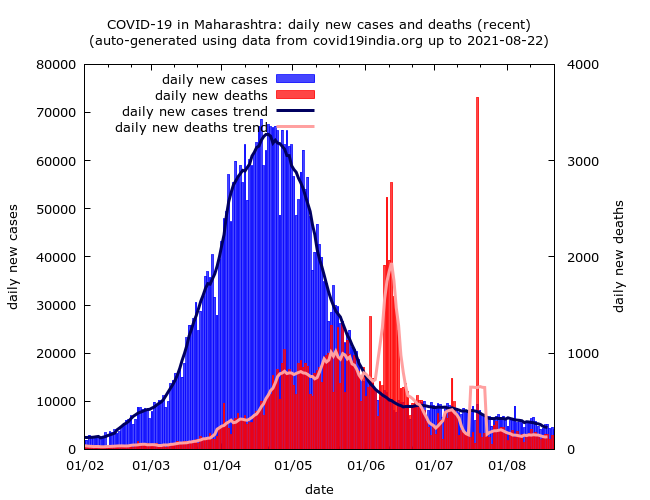 COVID-19 in Maharashtra: daily new cases and deaths (recent)
(auto-generated using data from covid19india.org up to 2021-08-22)
daily new cases
daily new deaths
daily new cases trend
daily new deaths trend
80000
70000
60000
50000
40000
30000
20000
10000
0
4000
3000
2000
1000
0
daily new cases
daily new deaths
01/02 01/03 01/04 01/05 01/06 01/07 01/08
date